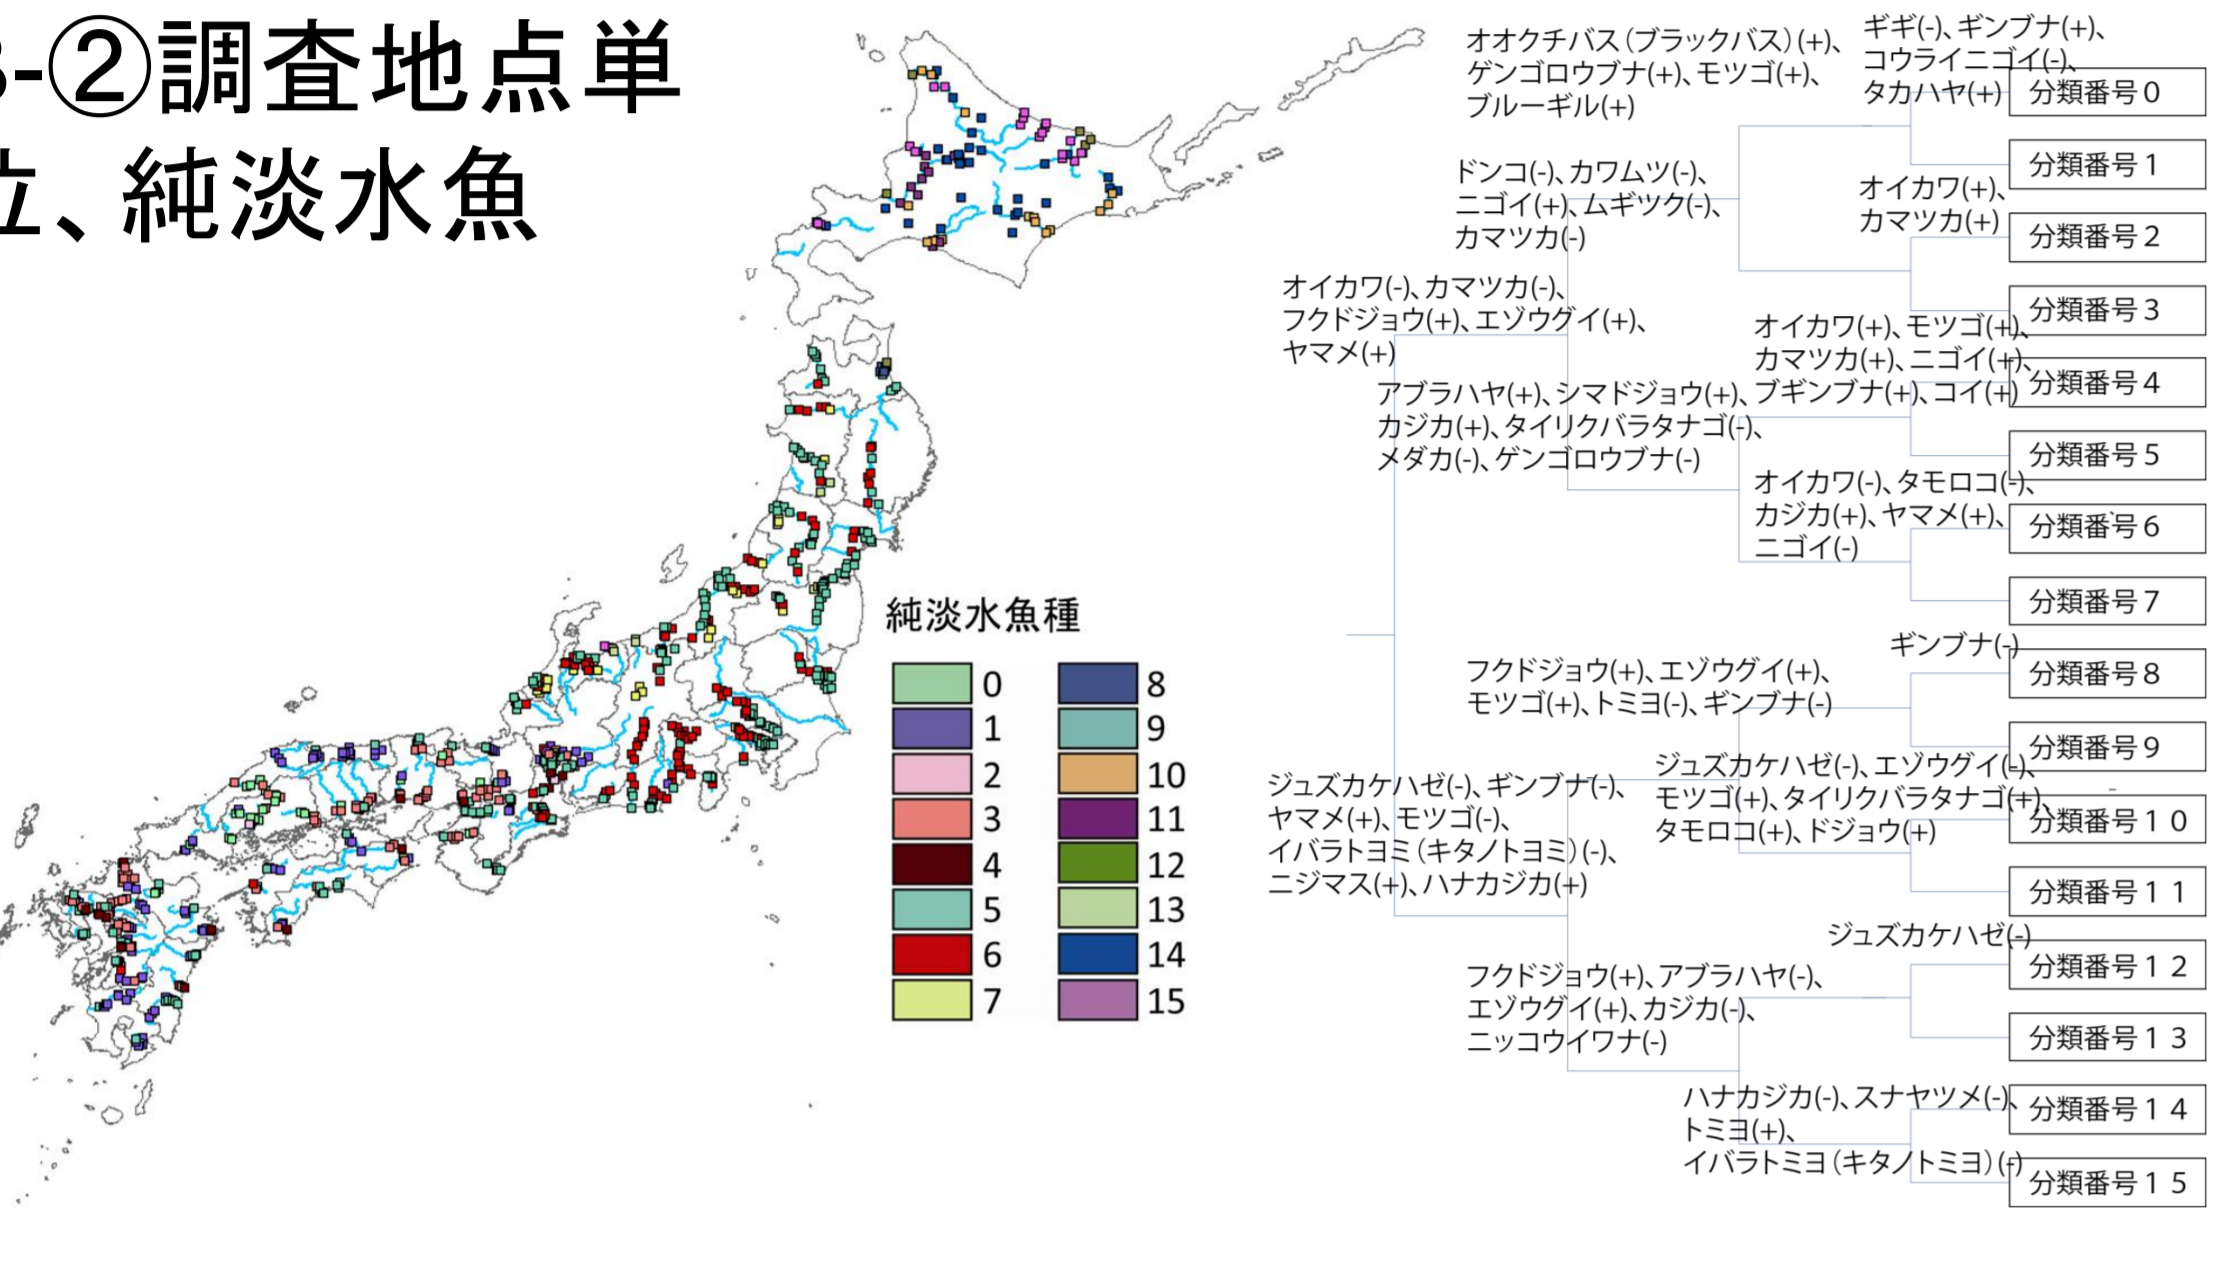 3-②調査地点単
位、純淡水魚
純淡水魚種
0
1
2
3
4
5
6
7
8
9
10
11
12
13
14
15
オオクチバス（ブラックバス）(+)、
ゲンゴロウブナ(+)、モツゴ(+)、
ブルーギル(+)
ギギ(-)、ギンブナ(+)、
コウライニゴイ(-)、
タカハヤ(+)
ドンコ(-)、カワムツ(-)、
ニゴイ(+)、ムギツク(-)、
カマツカ(-)
オイカワ(+)、
カマツカ(+)
オイカワ(-)、カマツカ(-)、
フクドジョウ(+)、エゾウグイ(+)、
ヤマメ(+)
オイカワ(+)、モツゴ(+)、
カマツカ(+)、ニゴイ(+)、
ブギンブナ(+)、コイ(+)
アブラハヤ(+)、シマドジョウ(+)、
カジカ(+)、タイリクバラタナゴ(-)、
メダカ(-)、ゲンゴロウブナ(-)
オイカワ(-)、タモロコ(-)、
カジカ(+)、ヤマメ(+)、
ニゴイ(-)
ギンブナ(-)
フクドジョウ(+)、エゾウグイ(+)、
モツゴ(+)、トミヨ(-)、ギンブナ(-)
ジュズカケハゼ(-)、エゾウグイ(-)、
モツゴ(+)、タイリクバラタナゴ(+)、
タモロコ(+)、ドジョウ(+)
ジュズカケハゼ(-)、ギンブナ(-)、
ヤマメ(+)、モツゴ(-)、
イバラトヨミ（キタノトヨミ）(-)、
ニジマス(+)、ハナカジカ(+)
ジュズカケハゼ(-)
フクドジョウ(+)、アブラハヤ(-)、
エゾウグイ(+)、カジカ(-)、
ニッコウイワナ(-)
ハナカジカ(-)、スナヤツメ(-)、
トミヨ(+)、
イバラトミヨ（キタノトミヨ）(-)
分類番号０
分類番号１
分類番号２
分類番号３
分類番号４
分類番号５
分類番号６
分類番号７
分類番号８
分類番号９
分類番号１０
分類番号１１
分類番号１２
分類番号１３
分類番号１４
分類番号１５